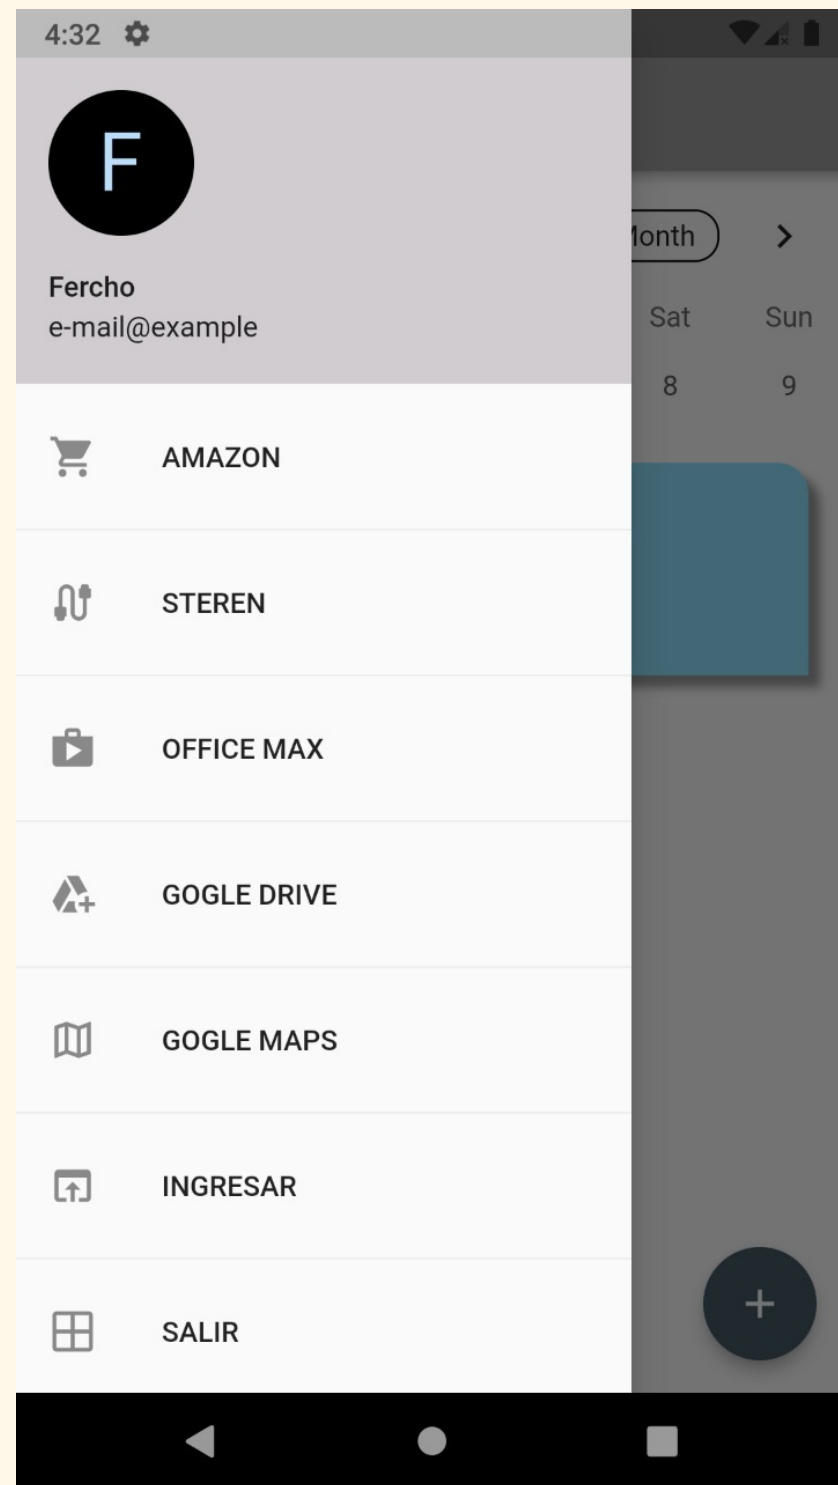 4:32
F
Fercho
e-mail@example
AMAZON
STEREN
OFFICE MAX
GOGLE DRIVE
GOGLE MAPS
INGRESAR
SALIR
Sat Sun
8 9
+